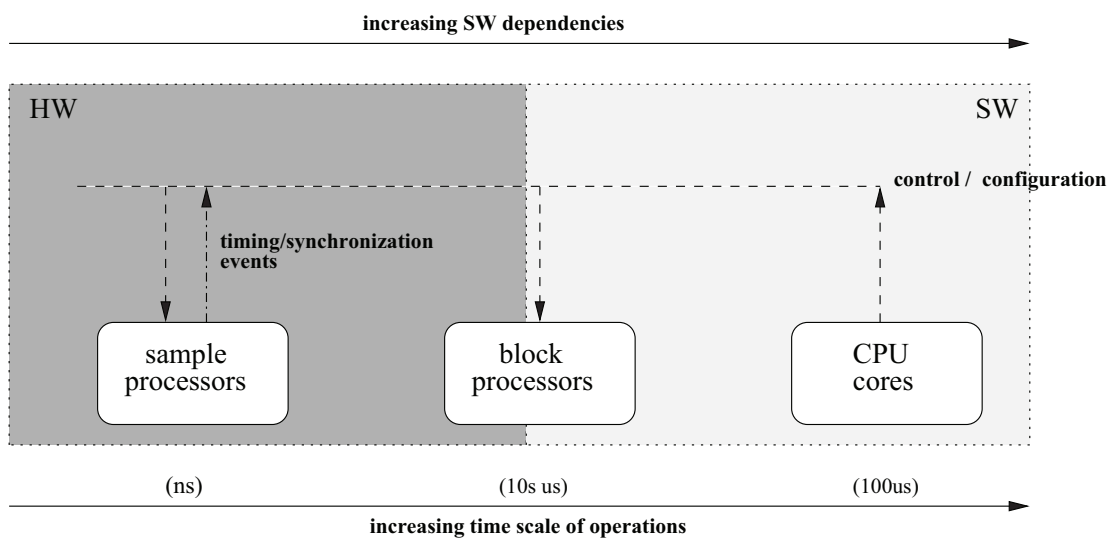 increasing SW dependencies
HW
SW
control / configuration
timing/synchronization
events
sample
processors
block
processors
CPU
cores
(ns)
(10s us)
(100us)
increasing time scale of operations